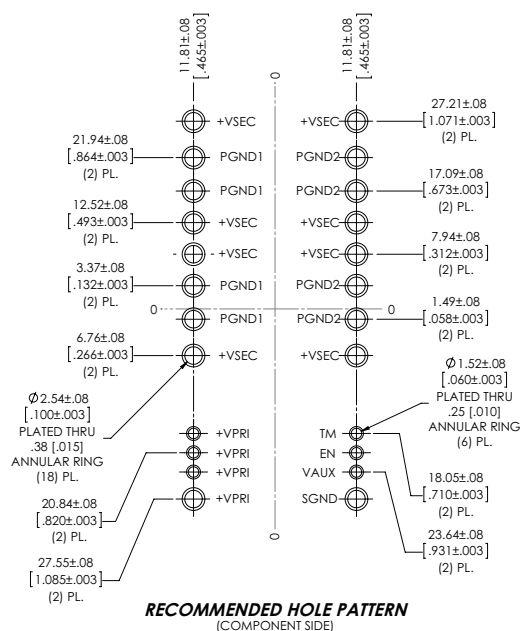 11.81±.08
[.465±.003]
11.81±.08
[.465±.003]
0
+VSEC
+VSEC
27.21±.08
[1.071±.003]
(2) PL.
21.94±.08
[.864±.003]
(2) PL.
PGND1
PGND2
PGND1
PGND2
17.09±.08
[.673±.003]
(2) PL.
12.52±.08
[.493±.003]
(2) PL.
+VSEC
+VSEC
+VSEC
+VSEC
7.94±.08
[.312±.003]
(2) PL.
3.37±.08
[.132±.003]
(2) PL.
PGND1
PGND2
0
0
PGND1
PGND2
1.49±.08
[.058±.003]
(2) PL.
6.76±.08
[.266±.003]
(2) PL.
+VSEC
+VSEC
Ø2.54±.08
[.100±.003]
PLATED THRU
.38 [.015]
ANNULAR RING
(18) PL.
Ø1.52±.08
[.060±.003]
PLATED THRU
.25 [.010]
ANNULAR RING
(6) PL.
+VPRI
TM
+VPRI
EN
+VPRI
VAUX
+VPRI
SGND
20.84±.08
[.820±.003]
(2) PL.
18.05±.08
[.710±.003]
(2) PL.
27.55±.08
[1.085±.003]
(2) PL.
23.64±.08
[.931±.003]
(2) PL.
0
RECOMMENDED HOLE PATTERN
(COMPONENT SIDE)